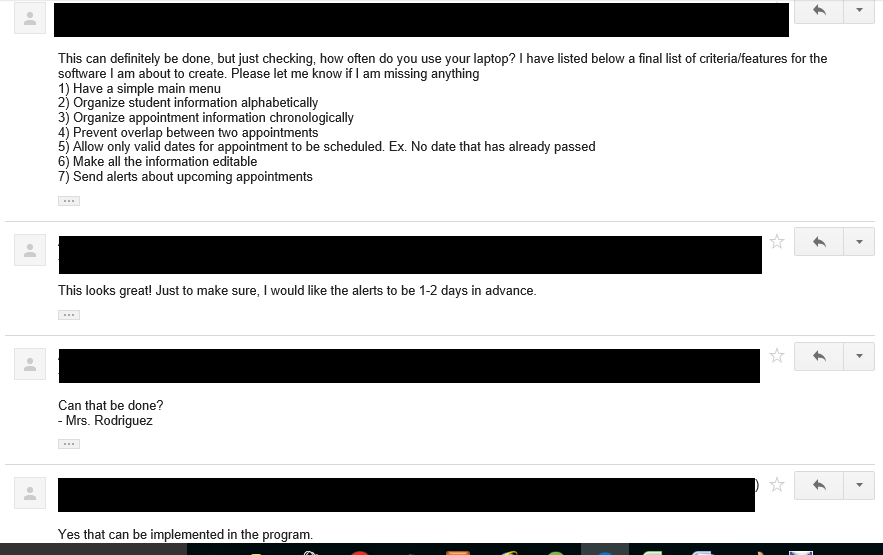 This can definitely be done, but just checking, how often do you use your laptop? I have listed below a final list of criteria/features for the
software I am about to create. Please let me know if I am missing anything
1) Have a simple main menu
2) Organize student information alphabetically
3) Organize appointment information chronologically
4) Prevent overlap between two appointments
5) Allow only valid dates for appointment to be scheduled. Ex. No date that has already passed
6) Make all the information editable
7) Send alerts about upcoming appointments
This looks great! Just to make sure, I would like the alerts to be 1-2 days in advance.
Can that be done?
- Mrs. Rodriguez
)
Yes that can be implemented in the program.